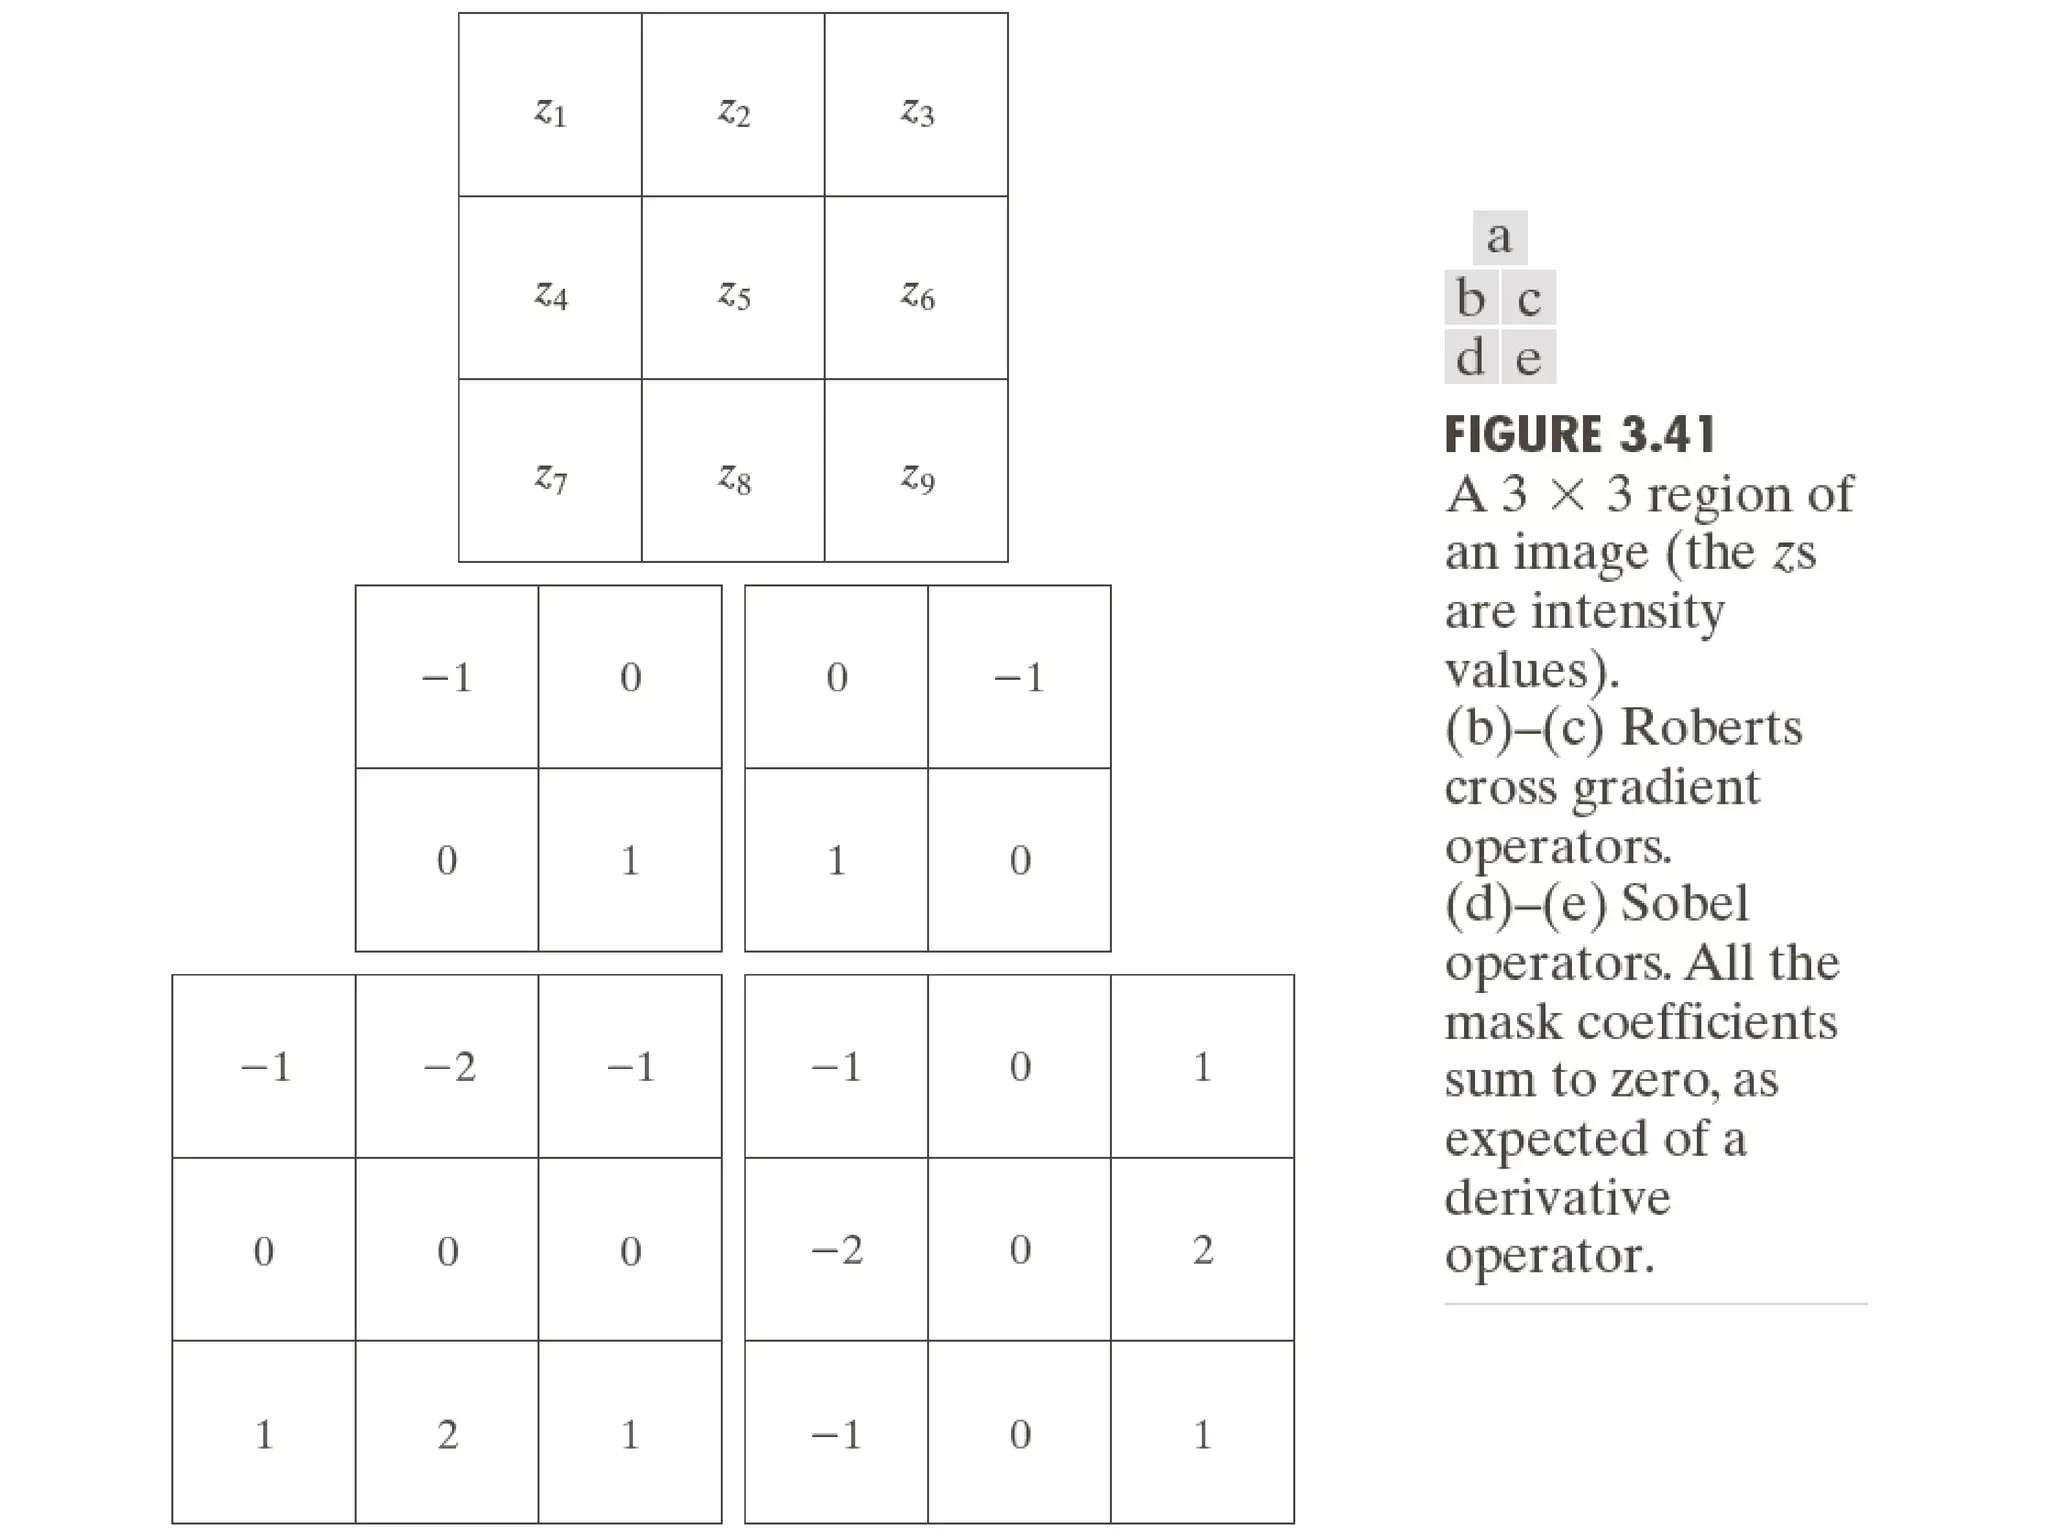 z1 z2 z3
z4 z5 z6
z7 z8 z9
−1 0 0 −1
0 1 1 0
−1 −2 −1 −1 0 1
0 0 0 −2 0 2
1 2 1 −1 0 1
a
b c
d e
FIGURE 3.41
A 3 × 3 region of
an image (the zs
are intensity
values).
(b)–(c) Roberts
cross gradient
operators.
(d)–(e) Sobel
operators. All the
mask coefficients
sum to zero, as
expected of a
derivative
operator.